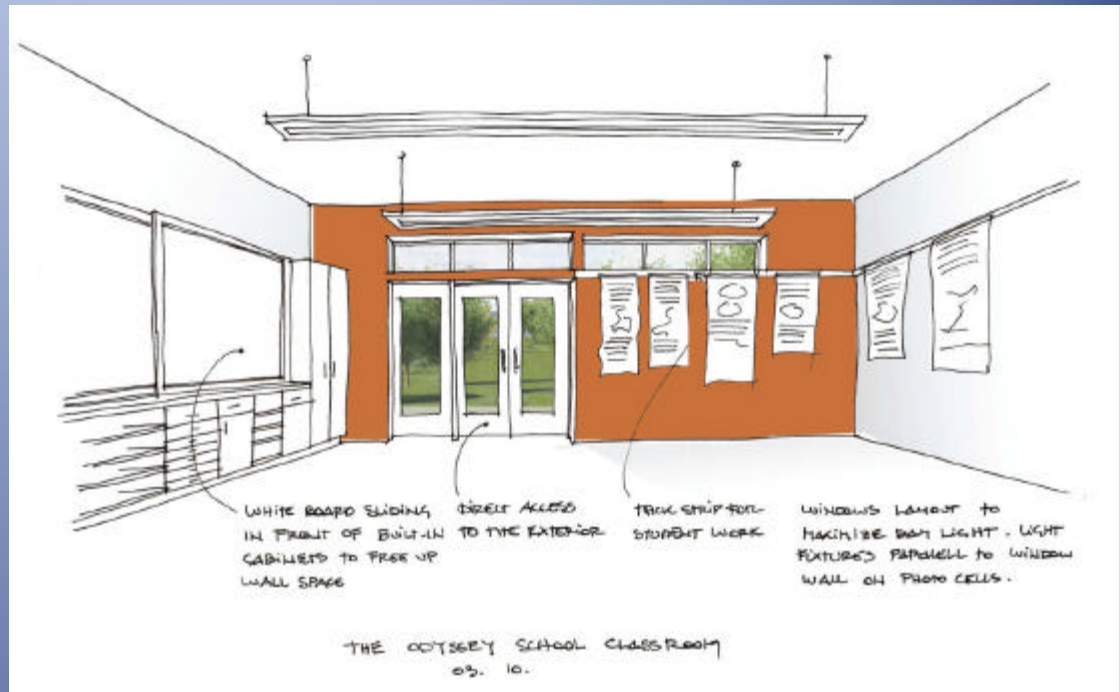 WHITE BOARD SLIDING
IN FRONT OF BUILT-IN
CABINETS TO FREE UP
WALL SPACE
DIRECT ACCESS
TO THE EXTERIOR
TACK STRIP FOR
STUDENT WORK
WINDOWS LAYOUT TO
MAXIMIZE DAY LIGHT. LIGHT
FIXTURES PARALELL TO WINDOW
WALL ON PHOTO CELLS.
THE ODYSSEY SCHOOL CLASSROOM
03. 10.